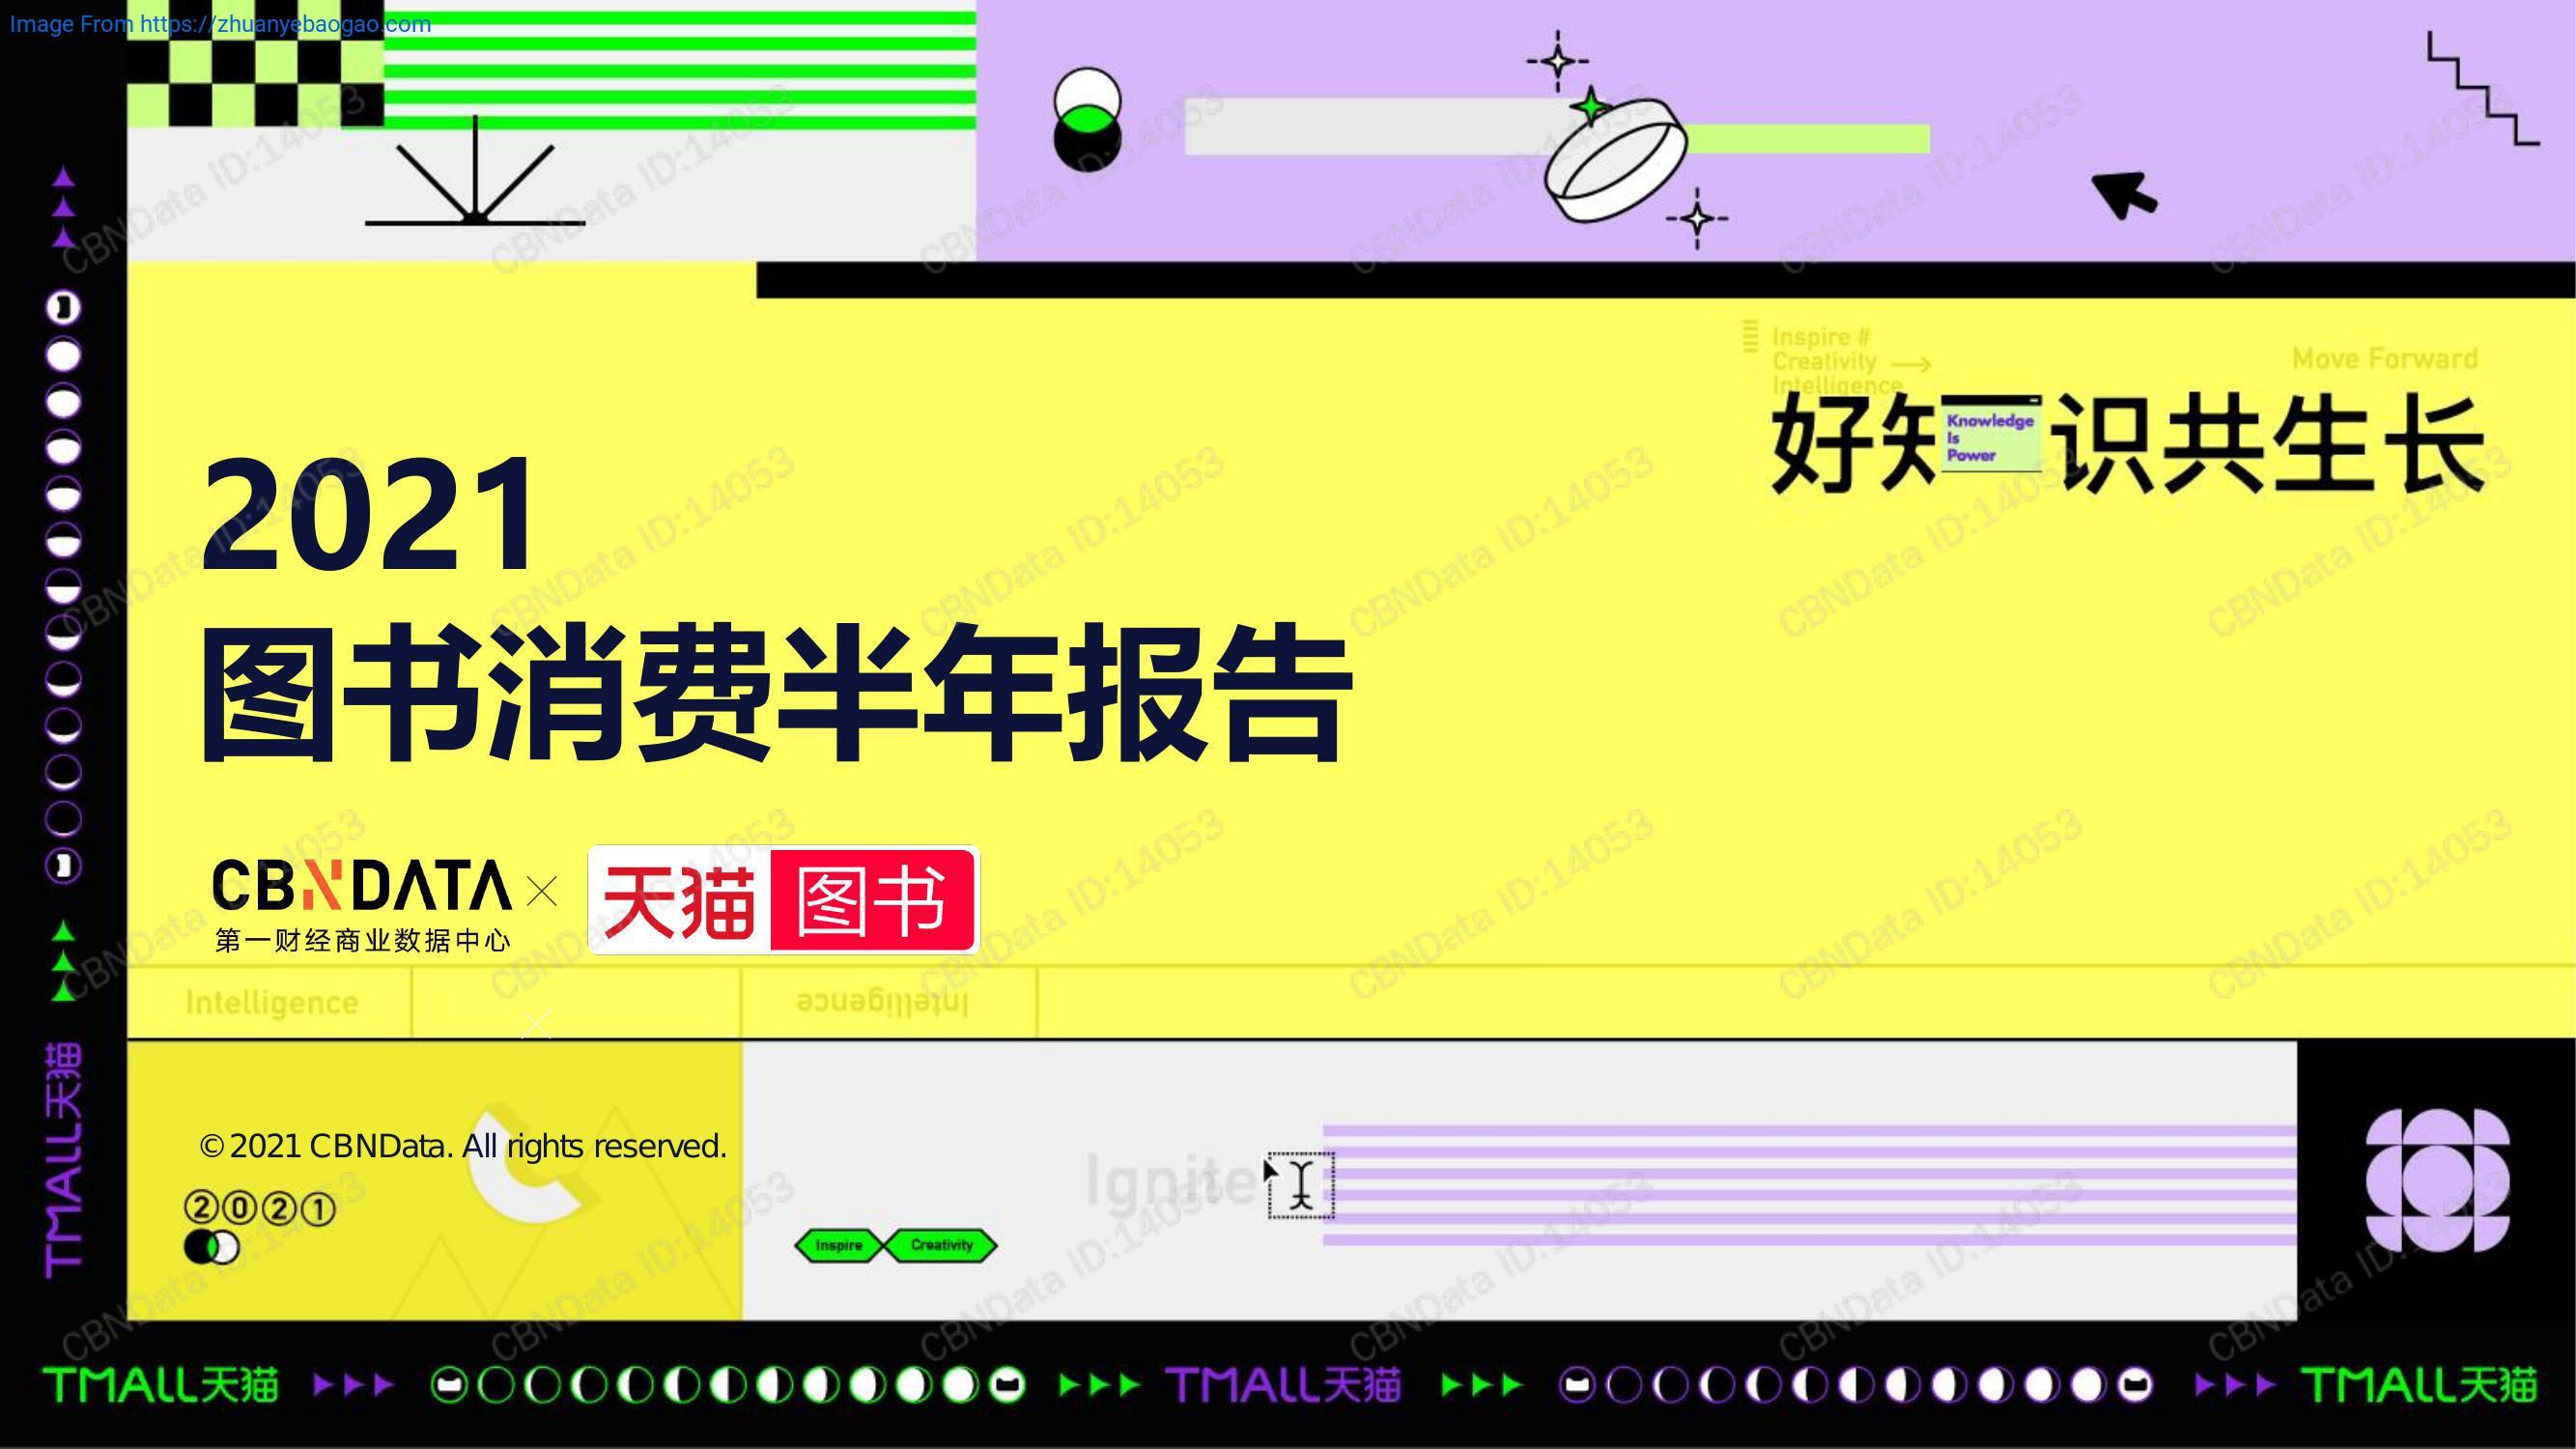 Image From https://zhuanyebaogao.com
Inspire #
Creativity
Intelligence
Move Forward
好知识共生长
Knowledge
Is
Power
2021
图书消费半年报告
CBNDATA
第一财经商业数据中心
天猫 图书
Intelligence
Intelligence
©2021 CBNData. All rights reserved.
2021
Ignite
Inspire
Creativity
TMALL天猫
TMALL天猫
TMALL天猫
TMALL天猫
CBNData ID:14053